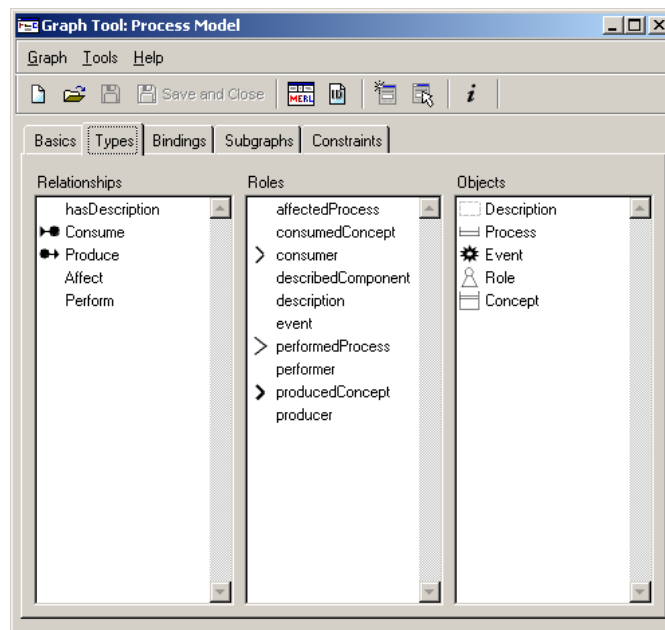 Graph Tool: Process Model
Graph Tools Help
Save and Close MERL ID i
Basics Types Bindings Subgraphs Constraints
Relationships
hasDescription
Consume
Produce
Affect
Perform
Roles
affectedProcess
consumedConcept
consumer
describedComponent
description
event
performedProcess
performer
producedConcept
producer
Objects
Description
Process
Event
Role
Concept